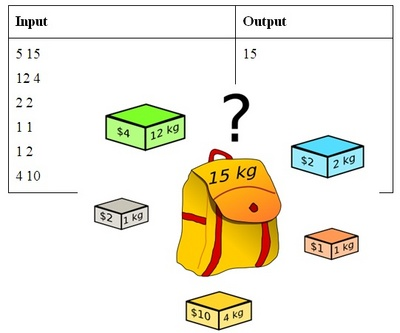 Input Output
5 15 15
12 4
2 2
1 1
1 2
4 10
?
$4 12 kg
$2 2 kg
15 kg
$2 1 kg
$1 1 kg
$10 4 kg